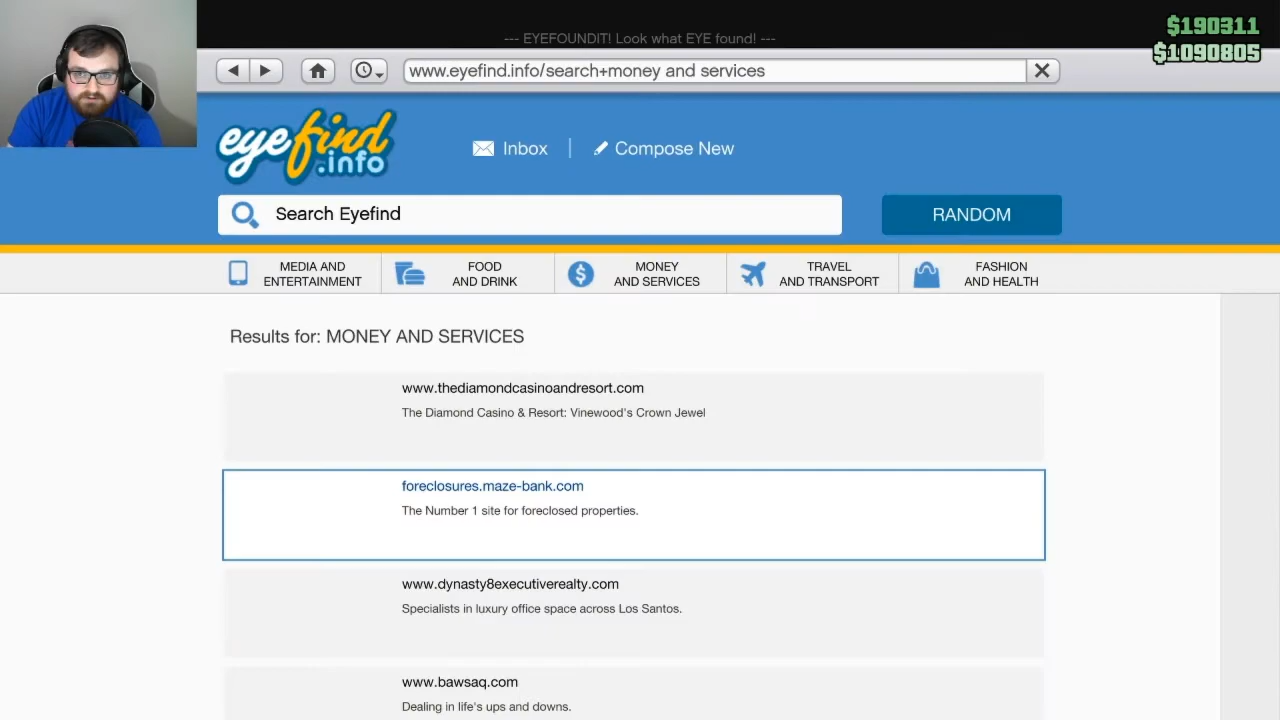 --- EYEFOUNDIT! Look what EYE found! ---
$190311
$1090805
www.eyefind.info/search+money and services
eyefind
.info
Inbox
Compose New
Search Eyefind
RANDOM
MEDIA AND
ENTERTAINMENT
FOOD
AND DRINK
MONEY
AND SERVICES
TRAVEL
AND TRANSPORT
FASHION
AND HEALTH
Results for: MONEY AND SERVICES
www.thediamondcasinoandresort.com
The Diamond Casino & Resort: Vinewood's Crown Jewel
foreclosures.maze-bank.com
The Number 1 site for foreclosed properties.
www.dynasty8executiverealty.com
Specialists in luxury office space across Los Santos.
www.bawsaq.com
Dealing in life's ups and downs.